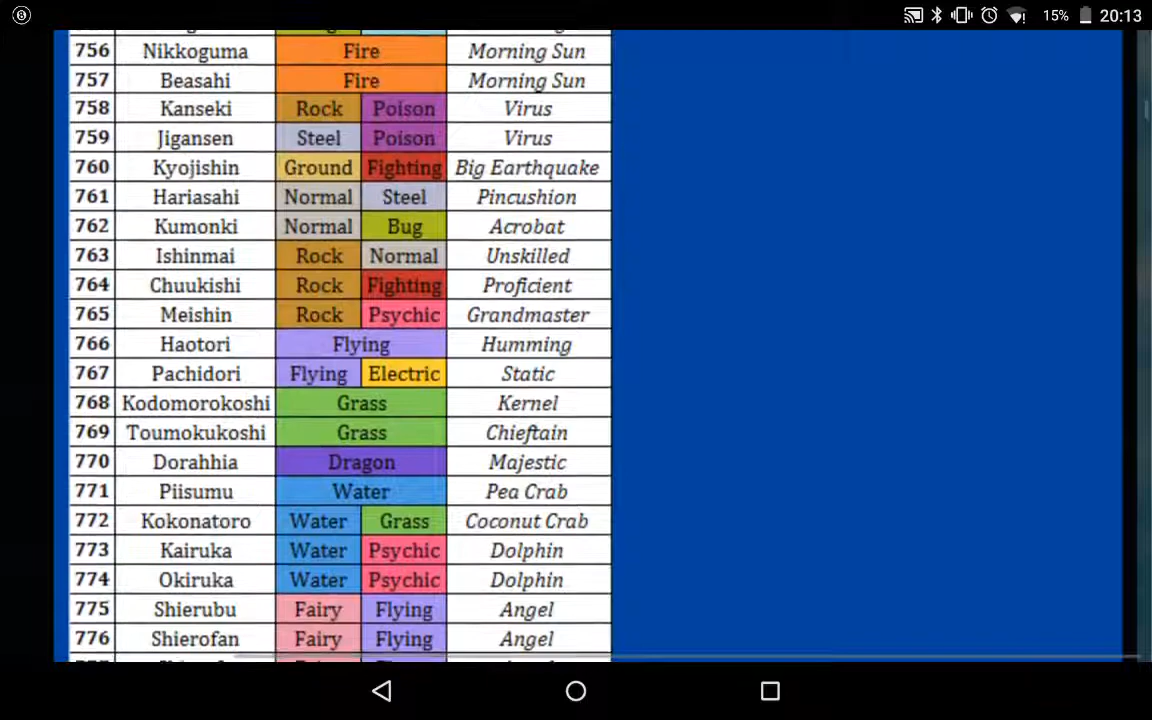 15% 20:13
756 Nikkoguma Fire Morning Sun
757 Beasahi Fire Morning Sun
758 Kanseki Rock Poison Virus
759 Jigansen Steel Poison Virus
760 Kyojishin Ground Fighting Big Earthquake
761 Hariasahi Normal Steel Pincushion
762 Kumonki Normal Bug Acrobat
763 Ishinmai Rock Normal Unskilled
764 Chuukishi Rock Fighting Proficient
765 Meishin Rock Psychic Grandmaster
766 Haotori Flying Humming
767 Pachidori Flying Electric Static
768 Kodomorokoshi Grass Kernel
769 Toumokukoshi Grass Chieftain
770 Dorahhia Dragon Majestic
771 Piisumu Water Pea Crab
772 Kokonatoro Water Grass Coconut Crab
773 Kairuka Water Psychic Dolphin
774 Okiruka Water Psychic Dolphin
775 Shierubu Fairy Flying Angel
776 Shierofan Fairy Flying Angel